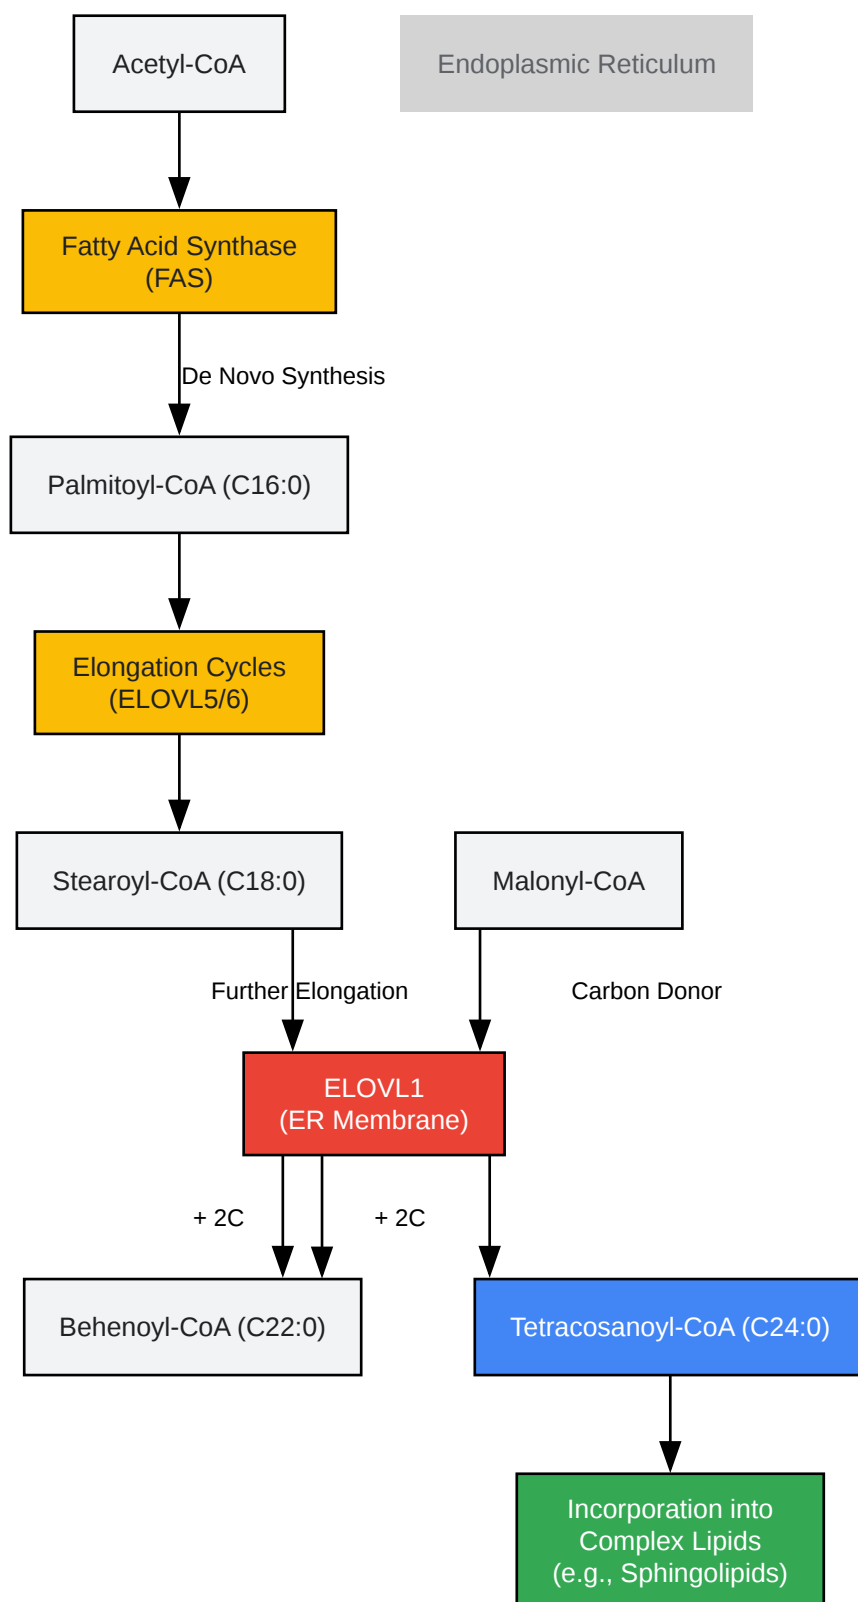 Acetyl-CoA
Endoplasmic Reticulum
Fatty Acid Synthase
(FAS)
De Novo Synthesis
Palmitoyl-CoA (C16:0)
Elongation Cycles
(ELOVL5/6)
Stearoyl-CoA (C18:0)
Malonyl-CoA
Further Elongation
Carbon Donor
ELOVL1
(ER Membrane)
+ 2C
+ 2C
Behenoyl-CoA (C22:0)
Tetracosanoyl-CoA (C24:0)
Incorporation into
Complex Lipids
(e.g., Sphingolipids)